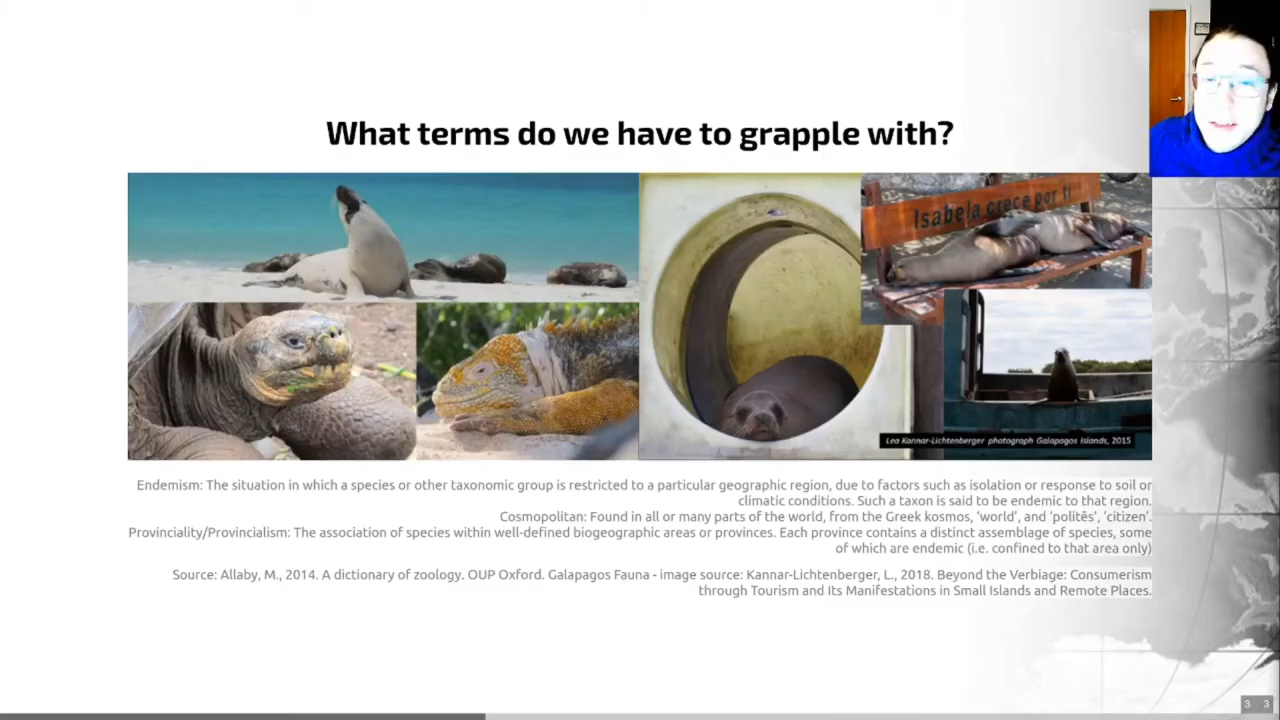 What terms do we have to grapple with?
Isabela crece por ti
Lea Kannar-Lichtenberger photograph Galapagos Islands, 2015
Endemism: The situation in which a species or other taxonomic group is restricted to a particular geographic region, due to factors such as isolation or response to soil or
climatic conditions. Such a taxon is said to be endemic to that region.
Cosmopolitan: Found in all or many parts of the world, from the Greek kosmos, ‘world’, and ‘politēs’, ‘citizen’.
Provinciality/Provincialism: The association of species within well-defined biogeographic areas or provinces. Each province contains a distinct assemblage of species, some
of which are endemic (i.e. confined to that area only)
Source: Allaby, M., 2014. A dictionary of zoology. OUP Oxford. Galapagos Fauna - image source: Kannar-Lichtenberger, L., 2018. Beyond the Verbiage: Consumerism
through Tourism and Its Manifestations in Small Islands and Remote Places.
3 . 3